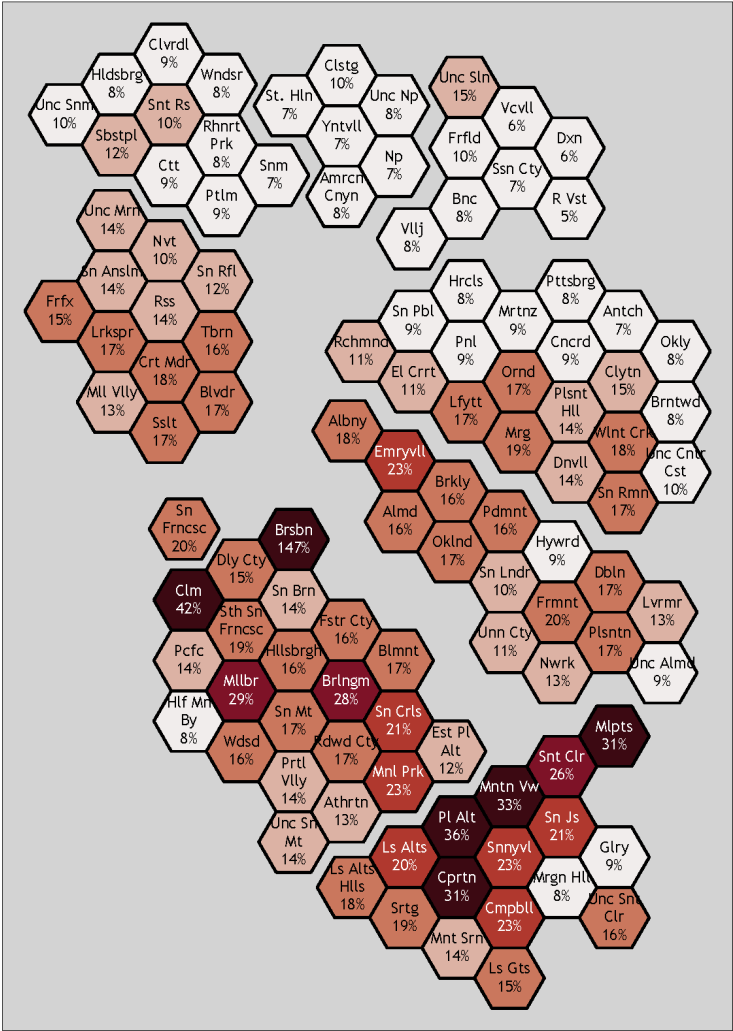 Clvrdl
9%
Hldsbrg
8%
Wndsr
8%
Unc Snm
10%
Snt Rs
10%
Sbstpl
12%
Rhnrt
Prk
8%
Ctt
9%
Snm
7%
Ptlm
9%
Clstg
10%
St. Hln
7%
Unc Np
8%
Yntvll
7%
Np
7%
Amrcn
Cnyn
8%
Unc Sln
15%
Vcvll
6%
Frfld
10%
Dxn
6%
Ssn Cty
7%
Bnc
8%
R Vst
5%
Vllj
8%
Unc Mrn
14%
Nvt
10%
Sn Anslm
14%
Sn Rfl
12%
Frfx
15%
Rss
14%
Lrkspr
17%
Tbrn
16%
Crt Mdr
18%
Mll Vlly
13%
Blvdr
17%
Sslt
17%
Hrcls
8%
Pttsbrg
8%
Sn Pbl
9%
Mrtnz
9%
Antch
7%
Rchmnd
11%
Pnl
9%
Cncrd
9%
Okly
8%
El Crrt
11%
Ornd
17%
Clytn
15%
Lfytt
17%
Plsnt
Hll
14%
Brntwd
8%
Mrg
19%
Wlnt Crk
18%
Dnvll
14%
Unc Cntr
Cst
10%
Sn Rmn
17%
Albny
18%
Emryvll
23%
Brkly
16%
Almd
16%
Pdmnt
16%
Oklnd
17%
Hywrd
9%
Sn Lndr
10%
Dbln
17%
Frmnt
20%
Lvrmr
13%
Unn Cty
11%
Plsntn
17%
Nwrk
13%
Unc Almd
9%
Sn
Frncsc
20%
Brsbn
147%
Dly Cty
15%
Clm
42%
Sn Brn
14%
Sth Sn
Frncsc
19%
Fstr Cty
16%
Pcfc
14%
Hllsbrgh
16%
Blmnt
17%
Mllbr
29%
Brlngm
28%
Hlf Mn
By
8%
Sn Mt
17%
Sn Crls
21%
Wdsd
16%
Rdwd Cty
17%
Est Pl
Alt
12%
Prtl
Vlly
14%
Mnl Prk
23%
Athrtn
13%
Unc Sn
Mt
14%
Mlpts
31%
Snt Clr
26%
Mntn Vw
33%
Pl Alt
36%
Sn Js
21%
Ls Alts
20%
Snnyvl
23%
Glry
9%
Ls Alts
Hlls
18%
Cprtn
31%
Mrgn Hll
8%
Srtg
19%
Cmpbll
23%
Unc Snt
Clr
16%
Mnt Srn
14%
Ls Gts
15%